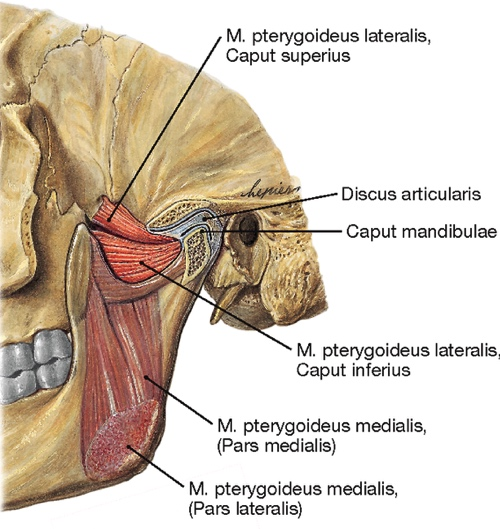 M. pterygoideus lateralis,
Caput superius
Discus articularis
Caput mandibulae
M. pterygoideus lateralis,
Caput inferius
M. pterygoideus medialis,
(Pars medialis)
M. pterygoideus medialis,
(Pars lateralis)